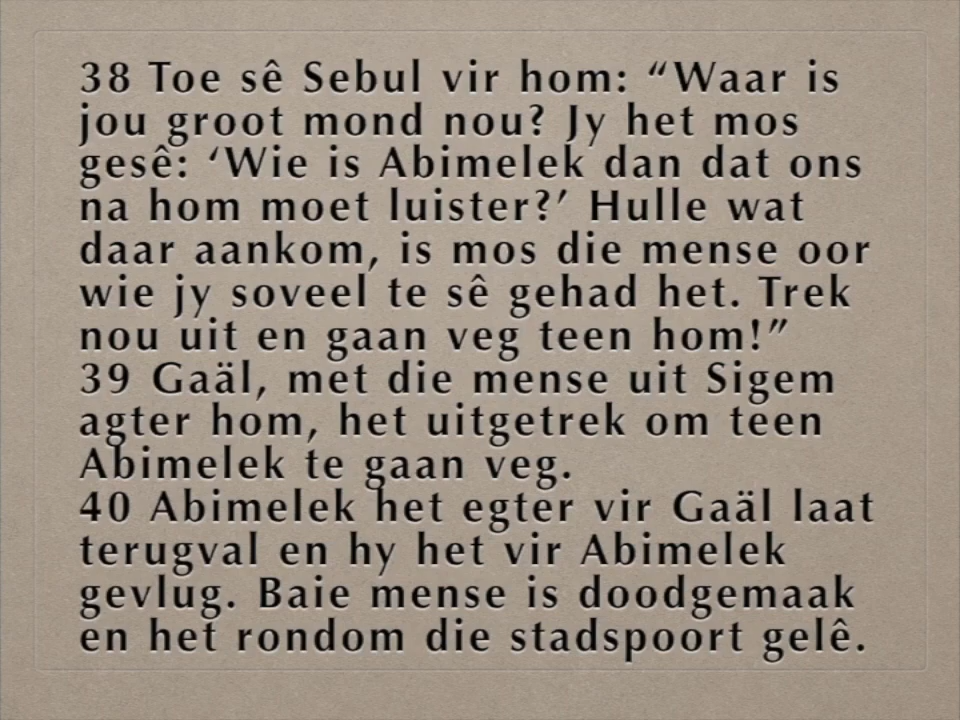 38 Toe sê Sebul vir hom: “Waar is
jou groot mond nou? Jy het mos
gesê: ‘Wie is Abimelek dan dat ons
na hom moet luister?’ Hulle wat
daar aankom, is mos die mense oor
wie jy soveel te sê gehad het. Trek
nou uit en gaan veg teen hom!”
39 Gaäl, met die mense uit Sigem
agter hom, het uitgetrek om teen
Abimelek te gaan veg.
40 Abimelek het egter vir Gaäl laat
terugval en hy het vir Abimelek
gevlug. Baie mense is doodgemaak
en het rondom die stadspoort gelê.